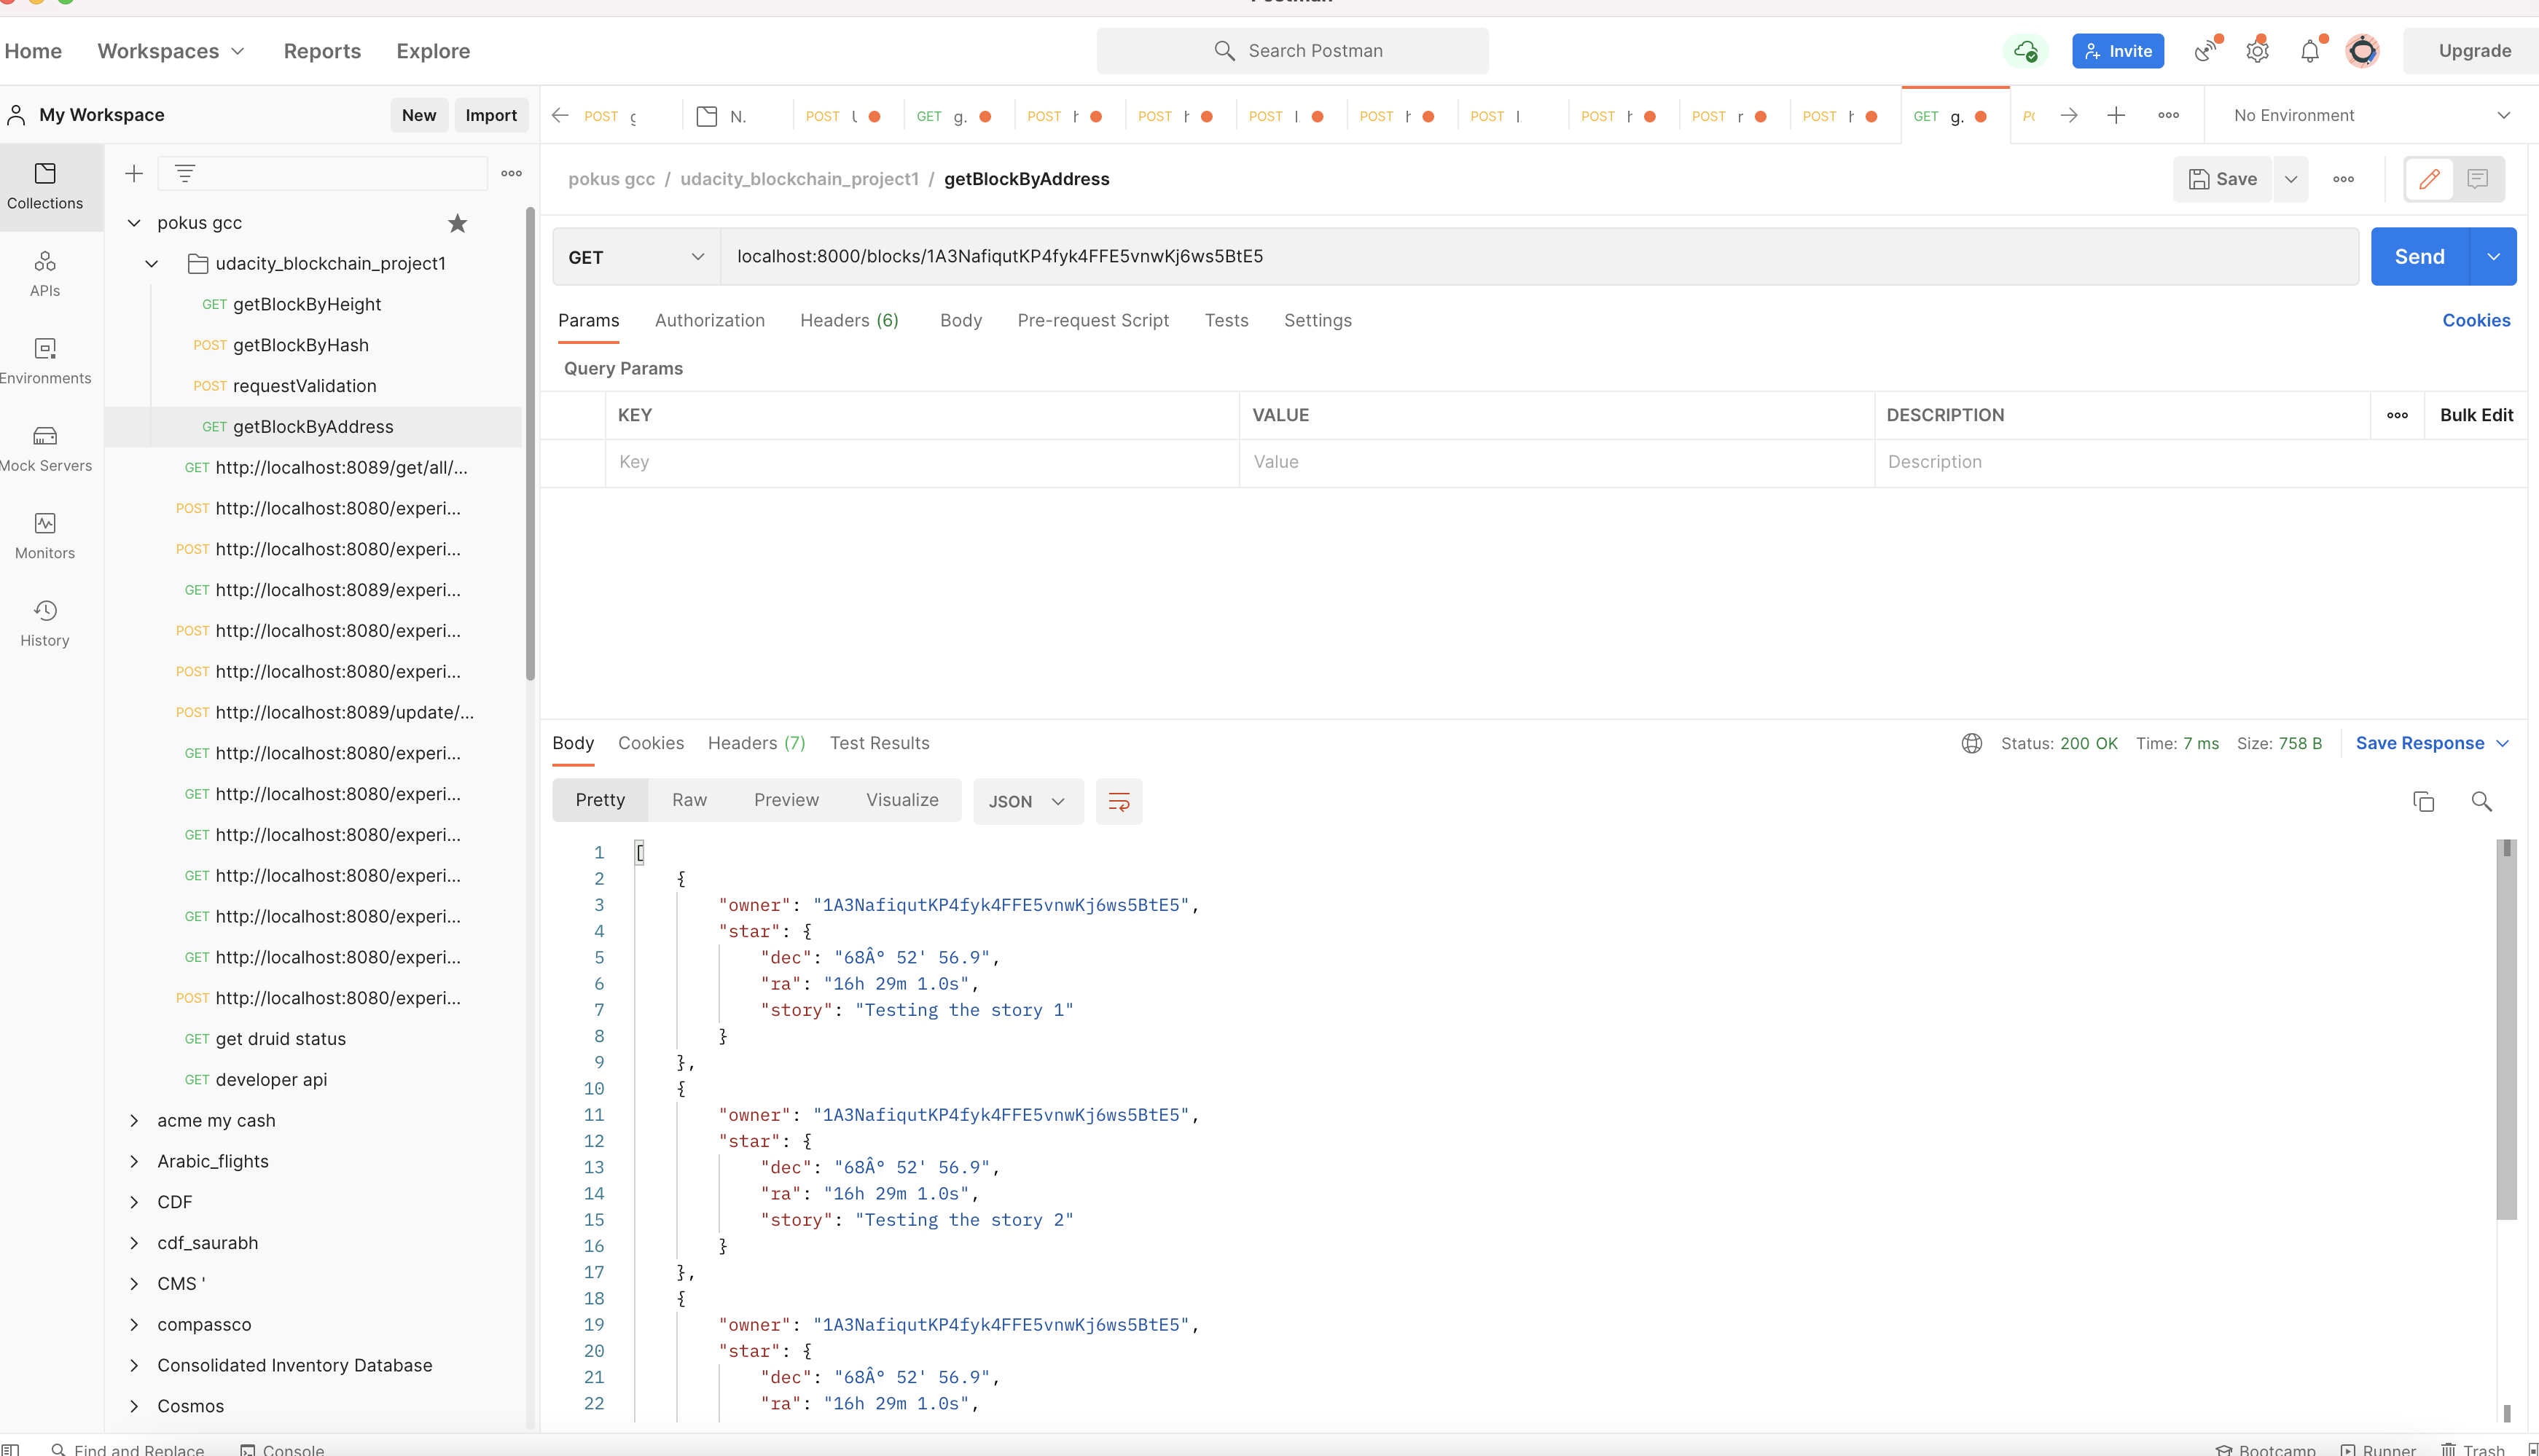 Home Workspaces Reports Explore Search Postman Invite Upgrade
My Workspace New Import
POST g N. POST GET g. POST POST POST l. POST POST l. POST POST r POST GET g. No Environment
Collections
APIs
Environments
Mock Servers
Monitors
History
pokus gcc
udacity_blockchain_project1
GET getBlockByHeight
POST getBlockByHash
POST requestValidation
GET getBlockByAddress
GET http://localhost:8089/get/all/...
POST http://localhost:8080/experi...
POST http://localhost:8080/experi...
GET http://localhost:8089/experi...
POST http://localhost:8080/experi...
POST http://localhost:8080/experi...
POST http://localhost:8089/update/...
GET http://localhost:8080/experi...
GET http://localhost:8080/experi...
GET http://localhost:8080/experi...
GET http://localhost:8080/experi...
GET http://localhost:8080/experi...
GET http://localhost:8080/experi...
POST http://localhost:8080/experi...
GET get druid status
GET developer api
acme my cash
Arabic_flights
CDF
cdf_saurabh
CMS '
compassco
Consolidated Inventory Database
Cosmos
pokus gcc / udacity_blockchain_project1 / getBlockByAddress Save
GET localhost:8000/blocks/1A3NafiqutKP4fyk4FFE5vnwKj6ws5BtE5 Send
Params Authorization Headers (6) Body Pre-request Script Tests Settings Cookies
Query Params
KEY VALUE DESCRIPTION Bulk Edit
Key Value Description
Body Cookies Headers (7) Test Results Status: 200 OK Time: 7 ms Size: 758 B Save Response
Pretty Raw Preview Visualize JSON
1 [
2 {
3 "owner": "1A3NafiqutKP4fyk4FFE5vnwKj6ws5BtE5",
4 "star": {
5 "dec": "68Âº 52' 56.9",
6 "ra": "16h 29m 1.0s",
7 "story": "Testing the story 1"
8 }
9 },
10 {
11 "owner": "1A3NafiqutKP4fyk4FFE5vnwKj6ws5BtE5",
12 "star": {
13 "dec": "68Âº 52' 56.9",
14 "ra": "16h 29m 1.0s",
15 "story": "Testing the story 2"
16 }
17 },
18 {
19 "owner": "1A3NafiqutKP4fyk4FFE5vnwKj6ws5BtE5",
20 "star": {
21 "dec": "68Âº 52' 56.9",
22 "ra": "16h 29m 1.0s",
Find and Replace Console Bootcamp Runner Trash